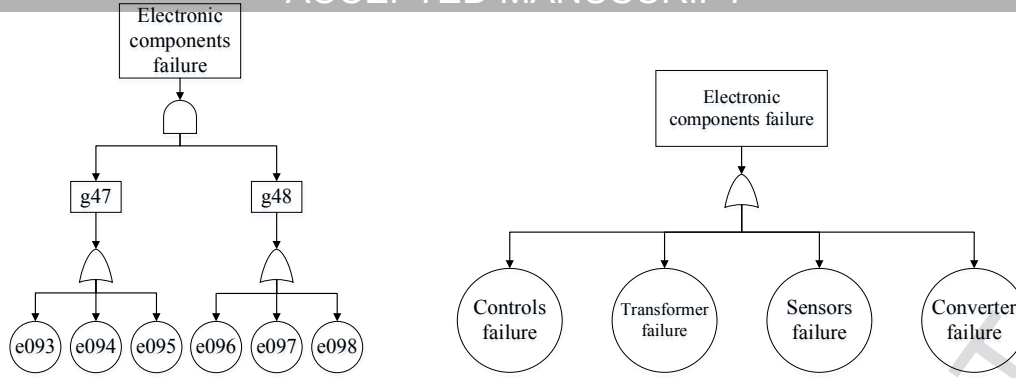 ACCEPTED MANUSCRIPT
Electronic
components
failure
g47
g48
e093
e094
e095
e096
e097
e098
Electronic
components failure
Controls
failure
Transformer
failure
Sensors
failure
Converter
failure